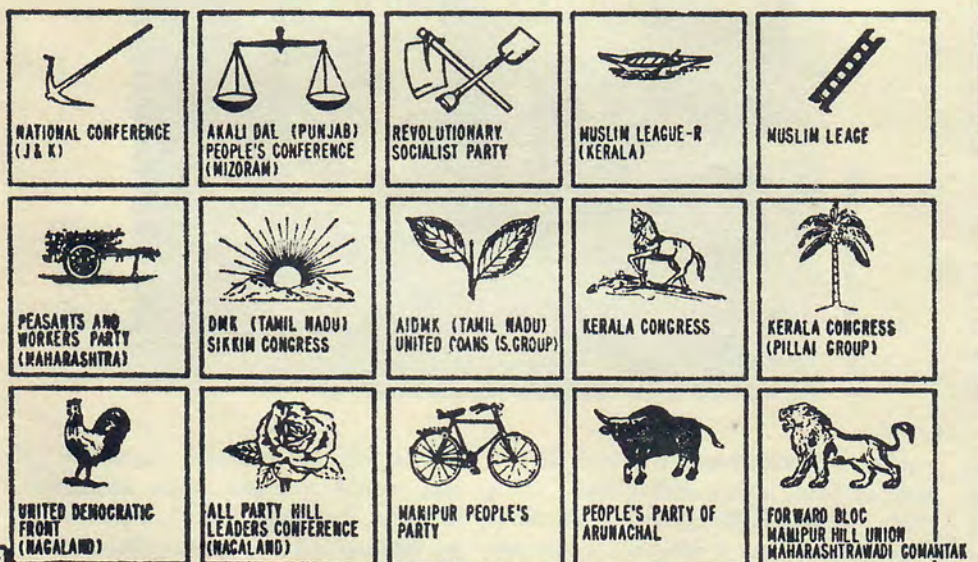 NATIONAL CONFERENCE
(J & K)
AKALI DAL (PUNJAB)
PEOPLE'S CONFERENCE
(MIZORAM)
REVOLUTIONARY
SOCIALIST PARTY
MUSLIM LEAGUE-R
(KERALA)
MUSLIM LEAGE
PEASANTS AND
WORKERS PARTY
(MAHARASHTRA)
DMK (TAMIL NADU)
SIKKIM CONGRESS
AIDMK (TAMIL NADU)
UNITED GOANS (S.GROUP)
KERALA CONGRESS
KERALA CONGRESS
(PILLAI GROUP)
UNITED DEMOCRATIC
FRONT
(NAGALAND)
ALL PARTY HILL
LEADERS CONFERENCE
(NAGALAND)
MANIPUR PEOPLE'S
PARTY
PEOPLE'S PARTY OF
ARUNACHAL
FORWARD BLOC
MANIPUR HILL UNION
MAHARASHTRAWADI GOMANTAK